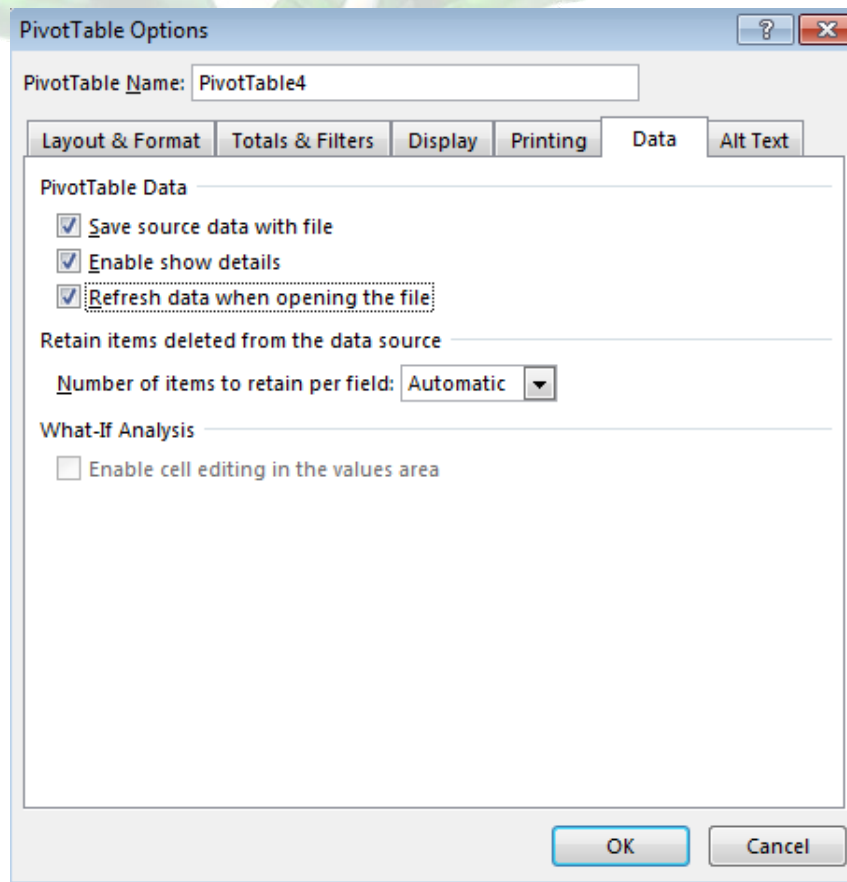 PivotTable Options
PivotTable Name: PivotTable4
Layout & Format Totals & Filters Display Printing Data Alt Text
PivotTable Data
Save source data with file
Enable show details
Refresh data when opening the file
Retain items deleted from the data source
Number of items to retain per field: Automatic
What-If Analysis
Enable cell editing in the values area
OK Cancel